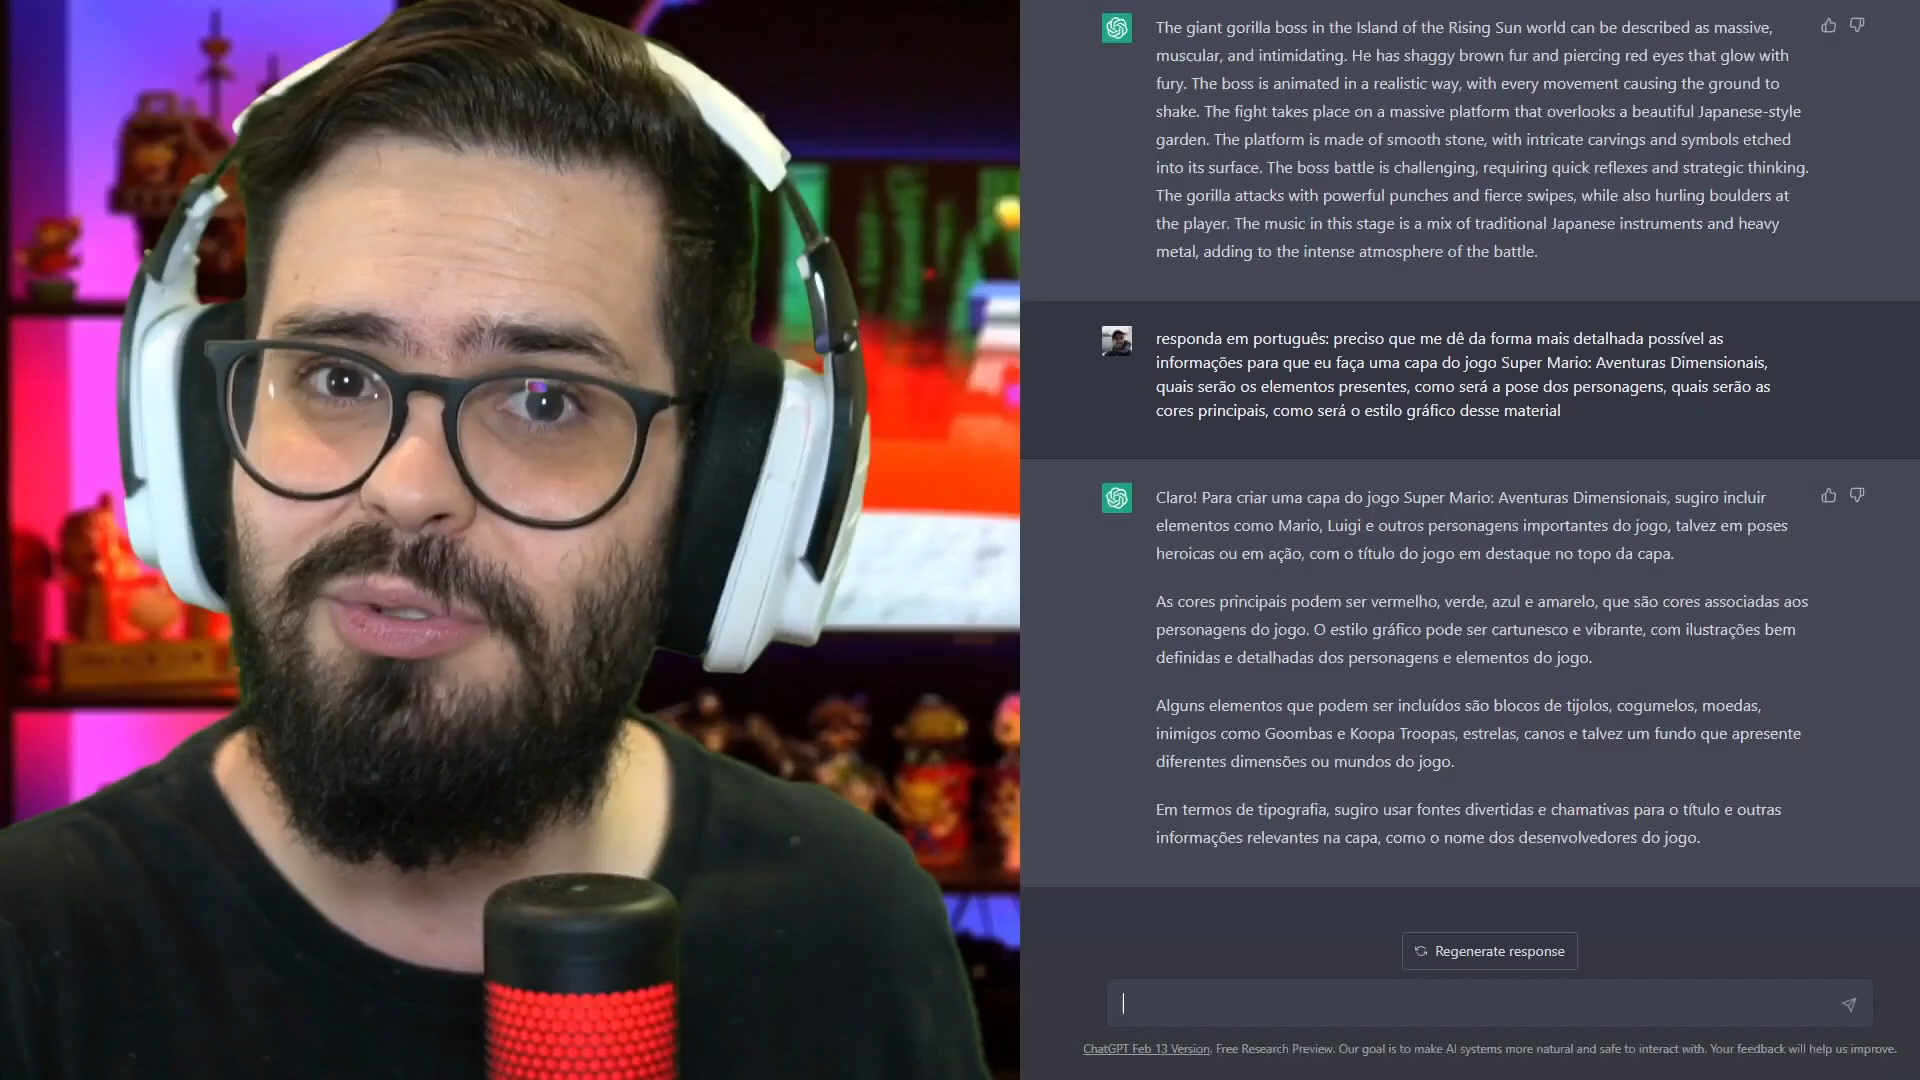 The giant gorilla boss in the Island of the Rising Sun world can be described as massive,
muscular, and intimidating. He has shaggy brown fur and piercing red eyes that glow with
fury. The boss is animated in a realistic way, with every movement causing the ground to
shake. The fight takes place on a massive platform that overlooks a beautiful Japanese-style
garden. The platform is made of smooth stone, with intricate carvings and symbols etched
into its surface. The boss battle is challenging, requiring quick reflexes and strategic thinking.
The gorilla attacks with powerful punches and fierce swipes, while also hurling boulders at
the player. The music in this stage is a mix of traditional Japanese instruments and heavy
metal, adding to the intense atmosphere of the battle.
responda em português: preciso que me dê da forma mais detalhada possível as
informações para que eu faça uma capa do jogo Super Mario: Aventuras Dimensionais,
quais serão os elementos presentes, como será a pose dos personagens, quais serão as
cores principais, como será o estilo gráfico desse material
Claro! Para criar uma capa do jogo Super Mario: Aventuras Dimensionais, sugiro incluir
elementos como Mario, Luigi e outros personagens importantes do jogo, talvez em poses
heroicas ou em ação, com o título do jogo em destaque no topo da capa.
As cores principais podem ser vermelho, verde, azul e amarelo, que são cores associadas aos
personagens do jogo. O estilo gráfico pode ser cartunesco e vibrante, com ilustrações bem
definidas e detalhadas dos personagens e elementos do jogo.
Alguns elementos que podem ser incluídos são blocos de tijolos, cogumelos, moedas,
inimigos como Goombas e Koopa Troopas, estrelas, canos e talvez um fundo que apresente
diferentes dimensões ou mundos do jogo.
Em termos de tipografia, sugiro usar fontes divertidas e chamativas para o título e outras
informações relevantes na capa, como o nome dos desenvolvedores do jogo.
Regenerate response
ChatGPT Feb 13 Version. Free Research Preview. Our goal is to make AI systems more natural and safe to interact with. Your feedback will help us improve.